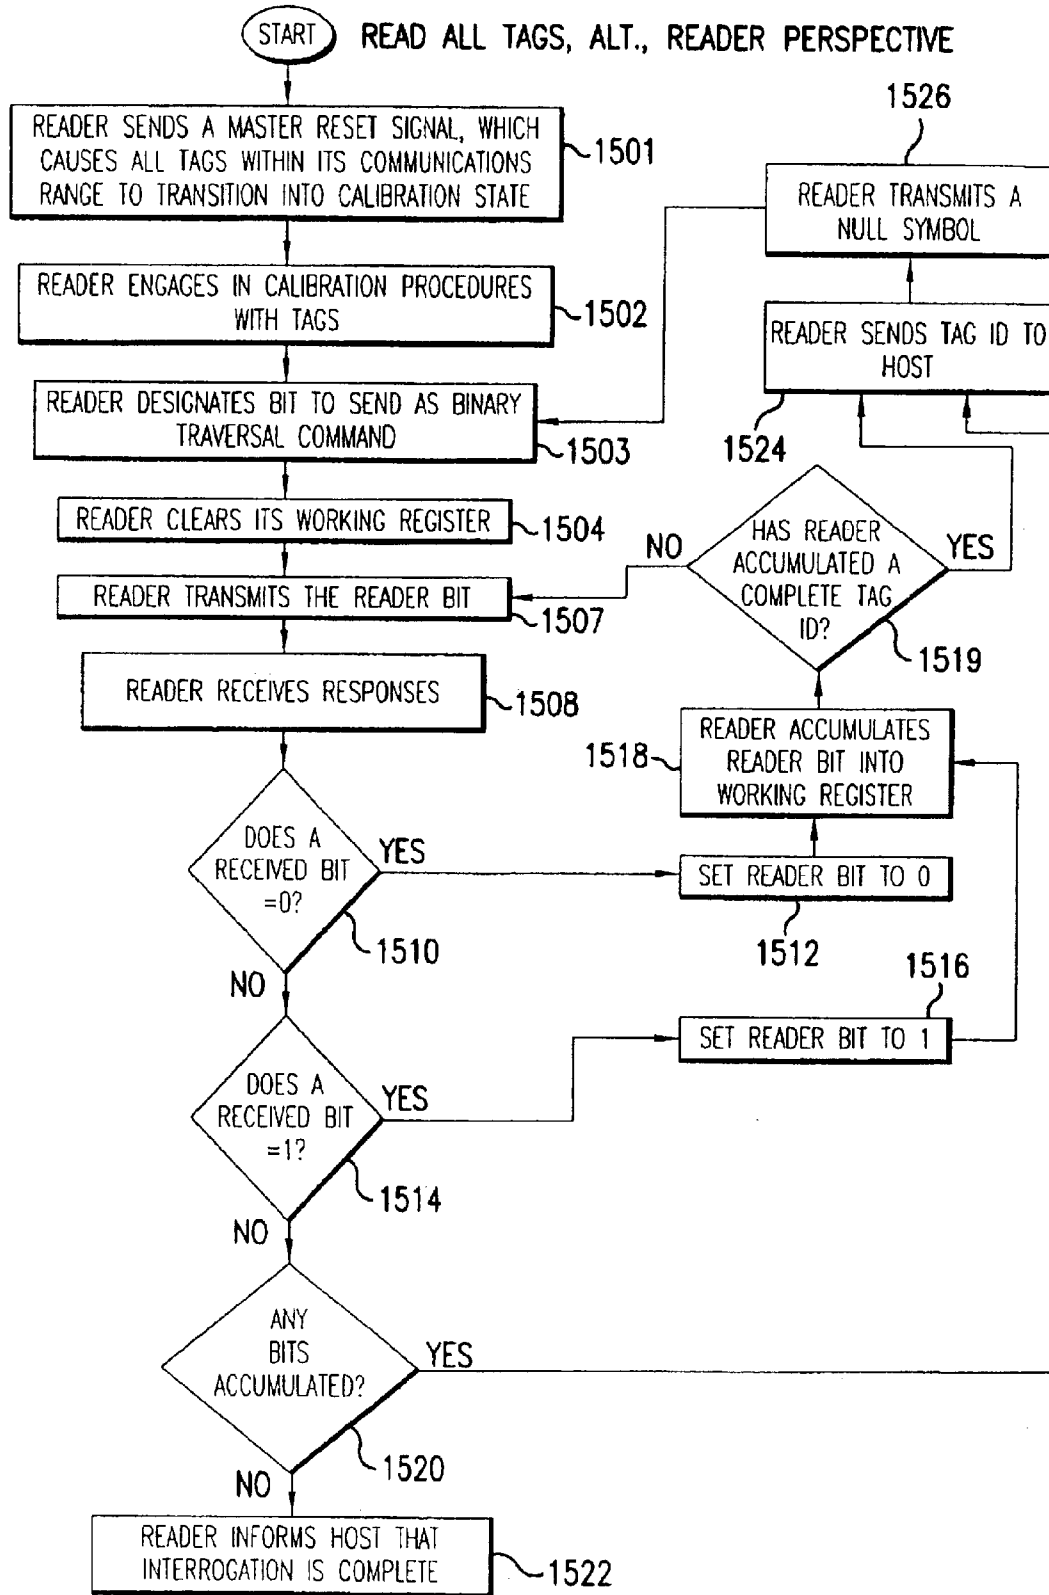 START
READ ALL TAGS, ALT., READER PERSPECTIVE
READER SENDS A MASTER RESET SIGNAL, WHICH
CAUSES ALL TAGS WITHIN ITS COMMUNICATIONS
RANGE TO TRANSITION INTO CALIBRATION STATE
1501
READER ENGAGES IN CALIBRATION PROCEDURES
WITH TAGS
1502
READER DESIGNATES BIT TO SEND AS BINARY
TRAVERSAL COMMAND
1503
READER CLEARS ITS WORKING REGISTER
1504
READER TRANSMITS THE READER BIT
1507
READER RECEIVES RESPONSES
1508
DOES A
RECEIVED BIT
=0?
YES
1510
NO
DOES A
RECEIVED BIT
=1?
YES
1514
NO
ANY
BITS
ACCUMULATED?
YES
1520
NO
READER INFORMS HOST THAT
INTERROGATION IS COMPLETE
1522
1526
READER TRANSMITS A
NULL SYMBOL
READER SENDS TAG ID TO
HOST
1524
HAS READER
ACCUMULATED A
COMPLETE TAG
ID?
NO
YES
1519
READER ACCUMULATES
READER BIT INTO
WORKING REGISTER
1518
SET READER BIT TO 0
1512
1516
SET READER BIT TO 1